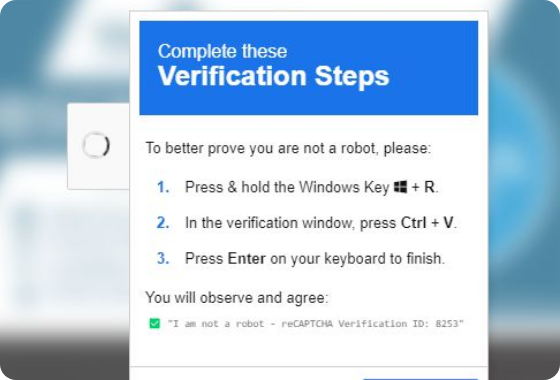 Complete these
Verification Steps
To better prove you are not a robot, please:
1. Press & hold the Windows Key + R.
2. In the verification window, press Ctrl + V.
3. Press Enter on your keyboard to finish.
You will observe and agree:
"I am not a robot - reCAPTCHA Verification ID: 8253"